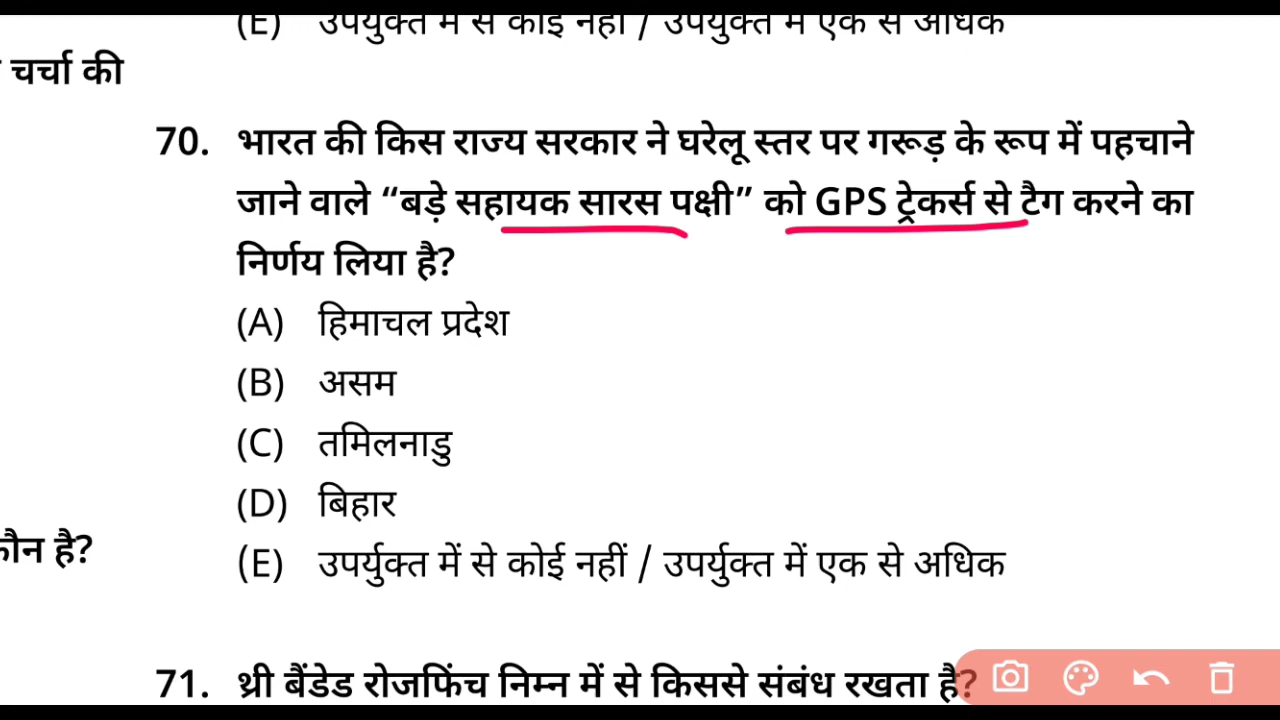 (E) उपर्युक्त में से कोई नहीं / उपर्युक्त में एक से अधिक
चर्चा की
70. भारत की किस राज्य सरकार ने घरेलू स्तर पर गरूड़ के रूप में पहचाने
जाने वाले “बड़े सहायक सारस पक्षी” को GPS ट्रेकर्स से टैग करने का
निर्णय लिया है?
(A) हिमाचल प्रदेश
(B) असम
(C) तमिलनाडु
(D) बिहार
कौन है?
(E) उपर्युक्त में से कोई नहीं / उपर्युक्त में एक से अधिक
71. थ्री बैंडेड रोजफिंच निम्न में से किससे संबंध रखता है?